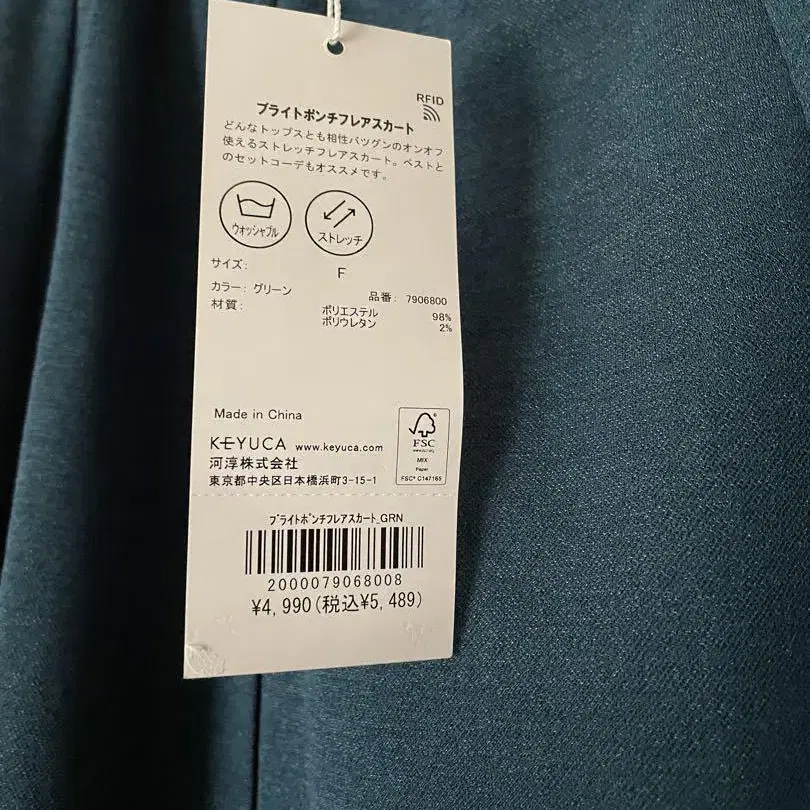 RFID
ブライトポンチフレアスカート
どんなトップスとも相性バツグンのオンオフ
使えるストレッチフレアスカート。ベストと
のセットコーデもオススメです。
ウォッシャブル
ストレッチ
サイズ: F
カラー: グリーン 品番: 7906800
材質: ポリエステル 98%
ポリウレタン 2%
Made in China
KEYUCA www.keyuca.com
河淳株式会社
東京都中央区日本橋浜町3-15-1
FSC
MIX
Paper
FSC® C147165
ﾌﾞﾗｲﾄﾎﾟﾝﾁﾌﾚｱｽｶｰﾄ_GRN
2000079068008
¥4,990(税込¥5,489)